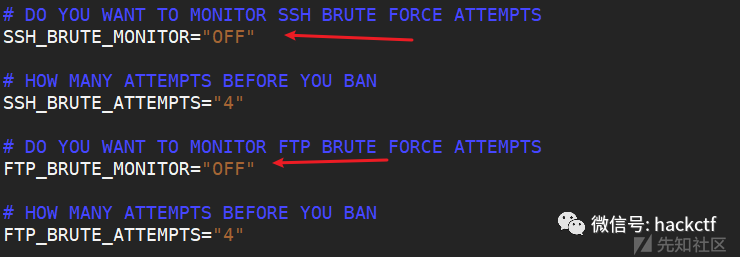 # DO YOU WANT TO MONITOR SSH BRUTE FORCE ATTEMPTS
SSH_BRUTE_MONITOR="OFF"
# HOW MANY ATTEMPTS BEFORE YOU BAN
SSH_BRUTE_ATTEMPTS="4"
# DO YOU WANT TO MONITOR FTP BRUTE FORCE ATTEMPTS
FTP_BRUTE_MONITOR="OFF"
# HOW MANY ATTEMPTS BEFORE YOU BAN
FTP_BRUTE_ATTEMPTS="4"
微信号: hackctf
先知社区